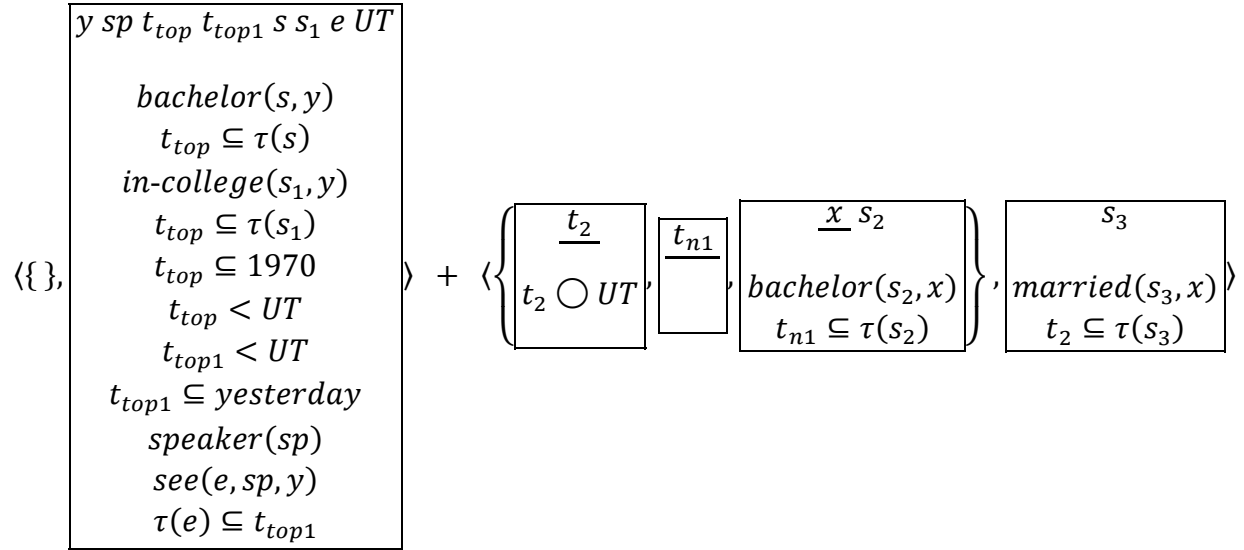 y sp t_top t_top1 s s_1 e UT
bachelor(s, y)
t_top ⊆ τ(s)
in-college(s_1, y)
t_top ⊆ τ(s_1)
t_top ⊆ 1970
t_top < UT
t_top1 < UT
t_top1 ⊆ yesterday
speaker(sp)
see(e, sp, y)
τ(e) ⊆ t_top1
⟨{ }, ⟩ + ⟨{ , , } , ⟩
t_2
t_2 ◯ UT
t_n1
x s_2
bachelor(s_2, x)
t_n1 ⊆ τ(s_2)
s_3
married(s_3, x)
t_2 ⊆ τ(s_3)